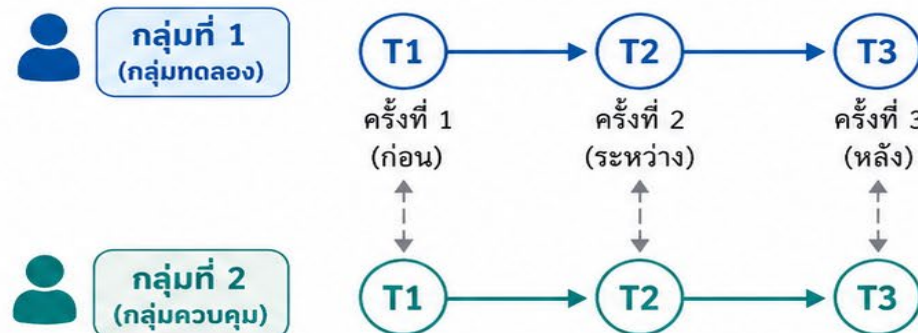 กลุ่มที่ 1
(กลุ่มทดลอง)
T1
T2
T3
ครั้งที่ 1
(ก่อน)
ครั้งที่ 2
(ระหว่าง)
ครั้งที่ 3
(หลัง)
กลุ่มที่ 2
(กลุ่มควบคุม)
T1
T2
T3